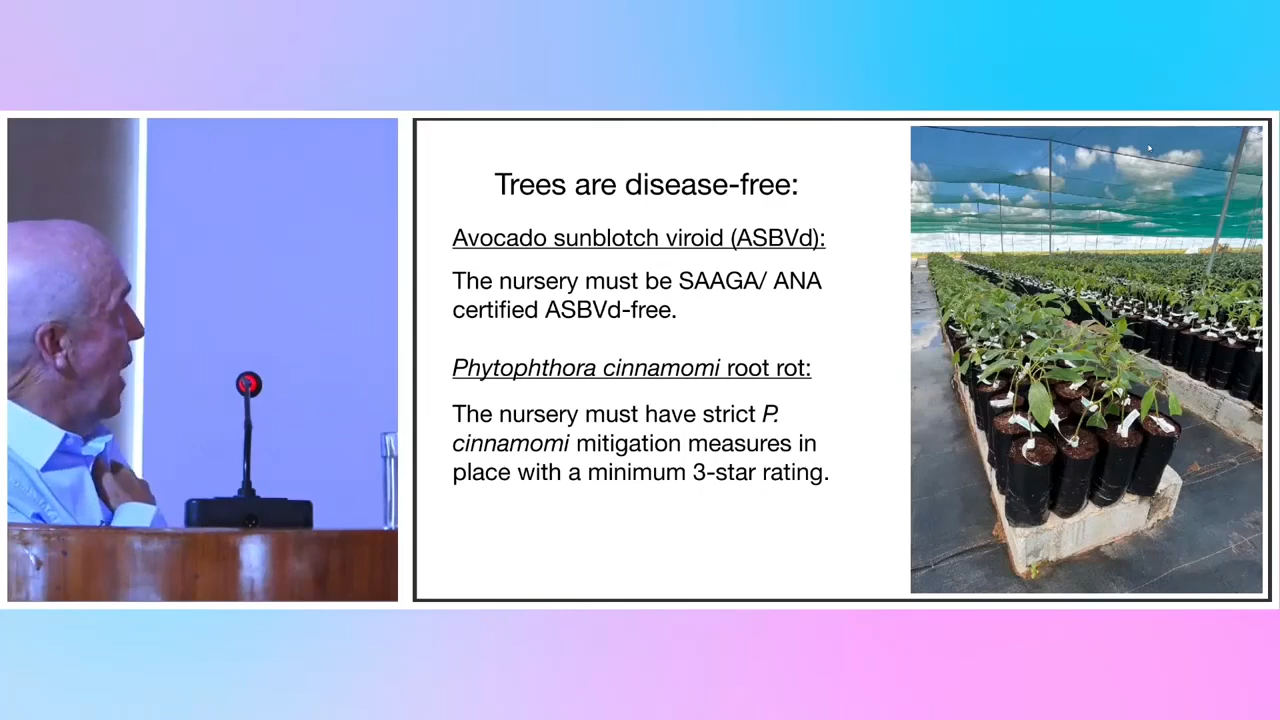 Trees are disease-free:
Avocado sunblotch viroid (ASBVd):
The nursery must be SAAGA/ ANA
certified ASBVd-free.
Phytophthora cinnamomi root rot:
The nursery must have strict P.
cinnamomi mitigation measures in
place with a minimum 3-star rating.